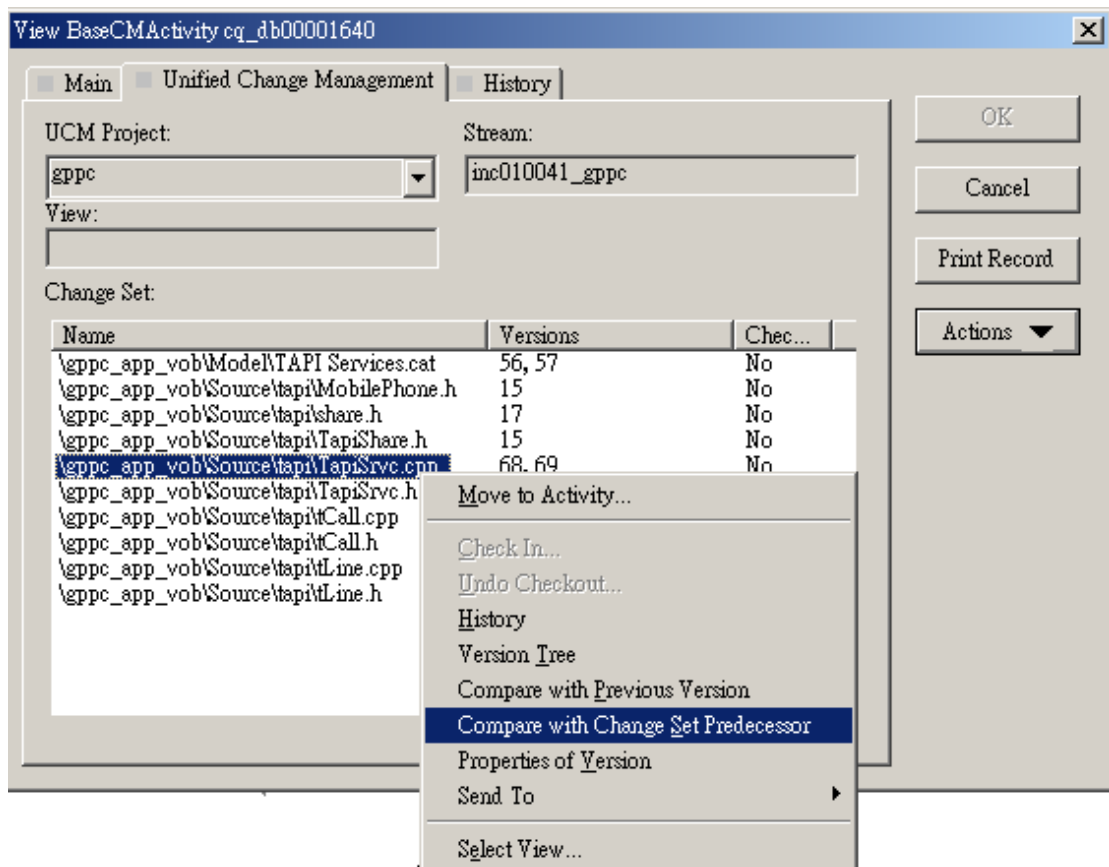 View BaseCMActivity cq_db00001640
Main Unified Change Management History
UCM Project: Stream:
gppc inc010041_gppc
View:
Change Set:
Name Versions Chec...
\gppc_app_vob\Model\TAPI Services.cat 56, 57 No
\gppc_app_vob\Source\tapi\MobilePhone.h 15 No
\gppc_app_vob\Source\tapi\share.h 17 No
\gppc_app_vob\Source\tapi\TapiShare.h 15 No
\gppc_app_vob\Source\tapi\TapiSrvc.cpp 68, 69 No
\gppc_app_vob\Source\tapi\TapiSrvc.h
\gppc_app_vob\Source\tapi\tCall.cpp
\gppc_app_vob\Source\tapi\tCall.h
\gppc_app_vob\Source\tapi\tLine.cpp
\gppc_app_vob\Source\tapi\tLine.h
Move to Activity...
Check In...
Undo Checkout...
History
Version Tree
Compare with Previous Version
Compare with Change Set Predecessor
Properties of Version
Send To
Select View...
OK
Cancel
Print Record
Actions